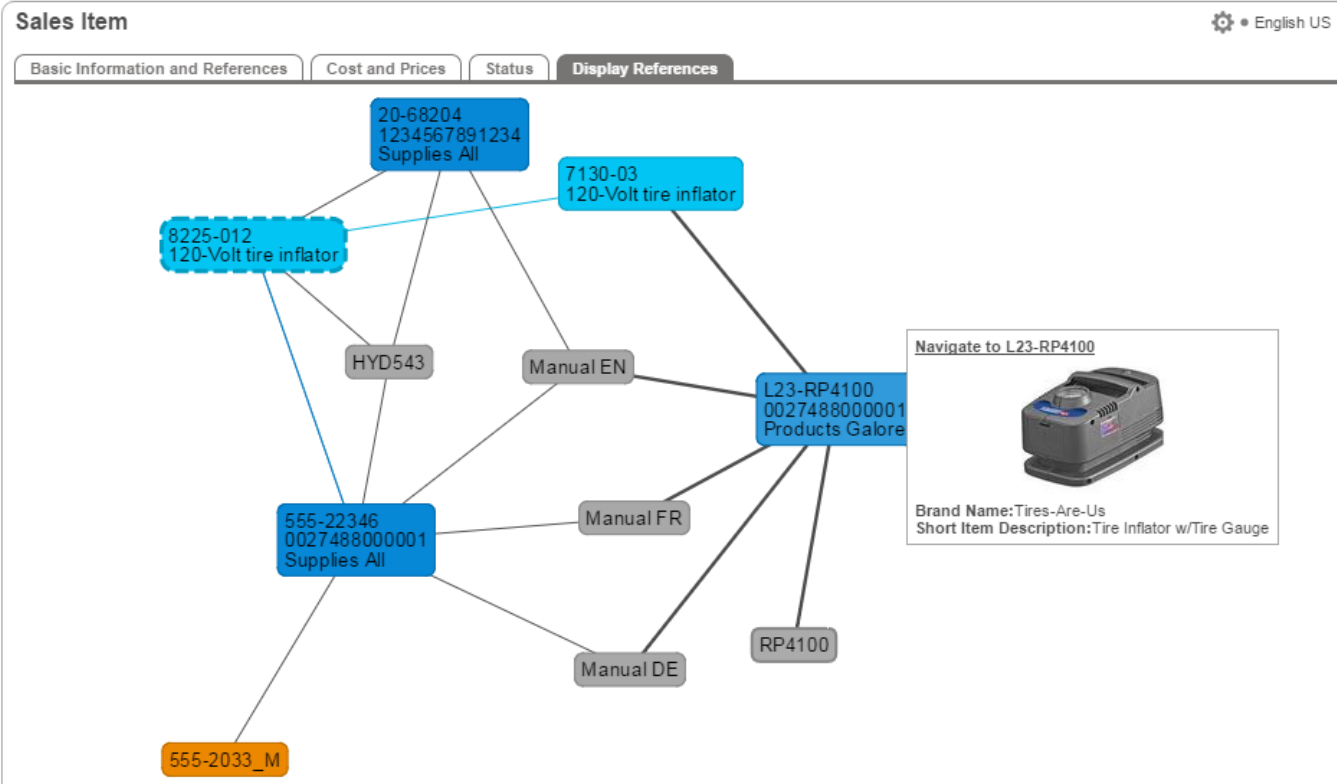 Sales Item
English US
Basic Information and References
Cost and Prices
Status
Display References
20-68204
1234567891234
Supplies All
7130-03
120-Volt tire inflator
8225-012
120-Volt tire inflator
HYD543
Manual EN
L23-RP4100
0027488000001
Products Galore
Navigate to L23-RP4100
Brand Name:Tires-Are-Us
Short Item Description:Tire Inflator w/Tire Gauge
555-22346
0027488000001
Supplies All
Manual FR
RP4100
Manual DE
555-2033_M